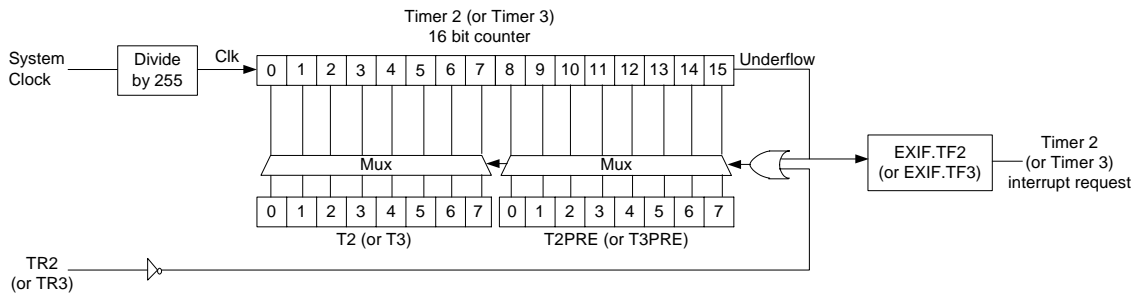 Timer 2 (or Timer 3)
16 bit counter
System
Clock
Divide
by 255
Clk
0 1 2 3 4 5 6 7 8 9 10 11 12 13 14 15
Underflow
Mux
Mux
EXIF.TF2
(or EXIF.TF3)
Timer 2
(or Timer 3)
interrupt request
0 1 2 3 4 5 6 7
0 1 2 3 4 5 6 7
T2 (or T3)
T2PRE (or T3PRE)
TR2
(or TR3)